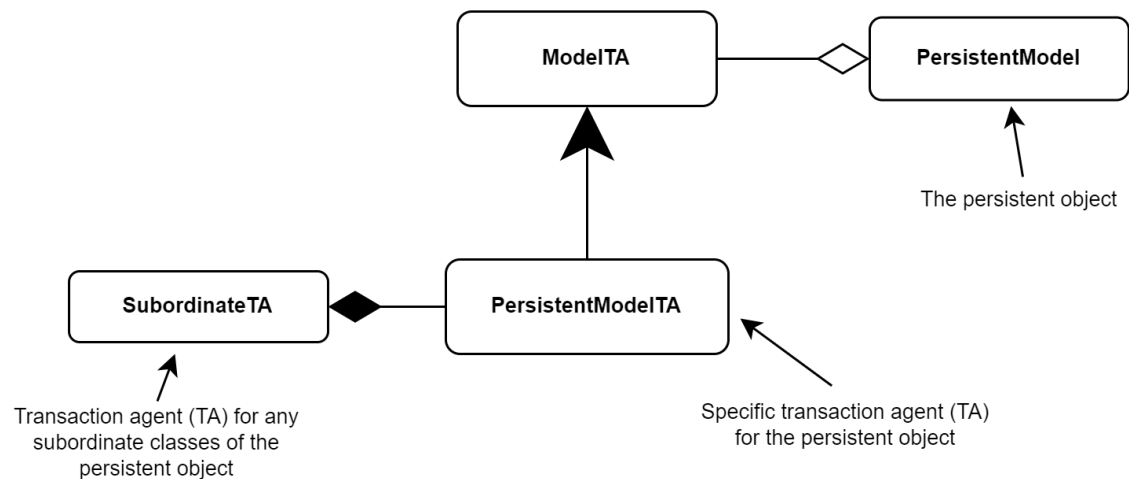 ModelTA
PersistentModel
The persistent object
SubordinateTA
PersistentModelTA
Transaction agent (TA) for any
subordinate classes of the
persistent object
Specific transaction agent (TA)
for the persistent object